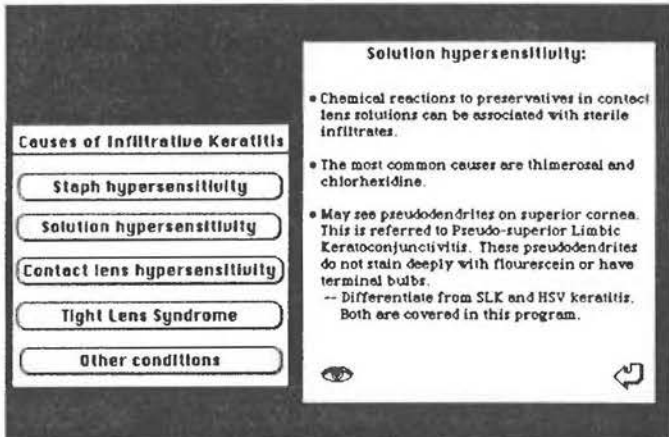 Causes of Infiltrative Keratitis
Staph hypersensitivity
Solution hypersensitivity
Contact lens hypersensitivity
Tight Lens Syndrome
Other conditions
Solution hypersensitivity:
• Chemical reactions to preservatives in contact
lens solutions can be associated with sterile
infiltrates.
• The most common causes are thimerosal and
chlorhexidine.
• May see pseudodendrites on superior cornea.
This is referred to Pseudo-superior Limbic
Keratoconjunctivitis. These pseudodendrites
do not stain deeply with flourescein or have
terminal bulbs.
-- Differentiate from SLK and HSV keratitis.
Both are covered in this program.